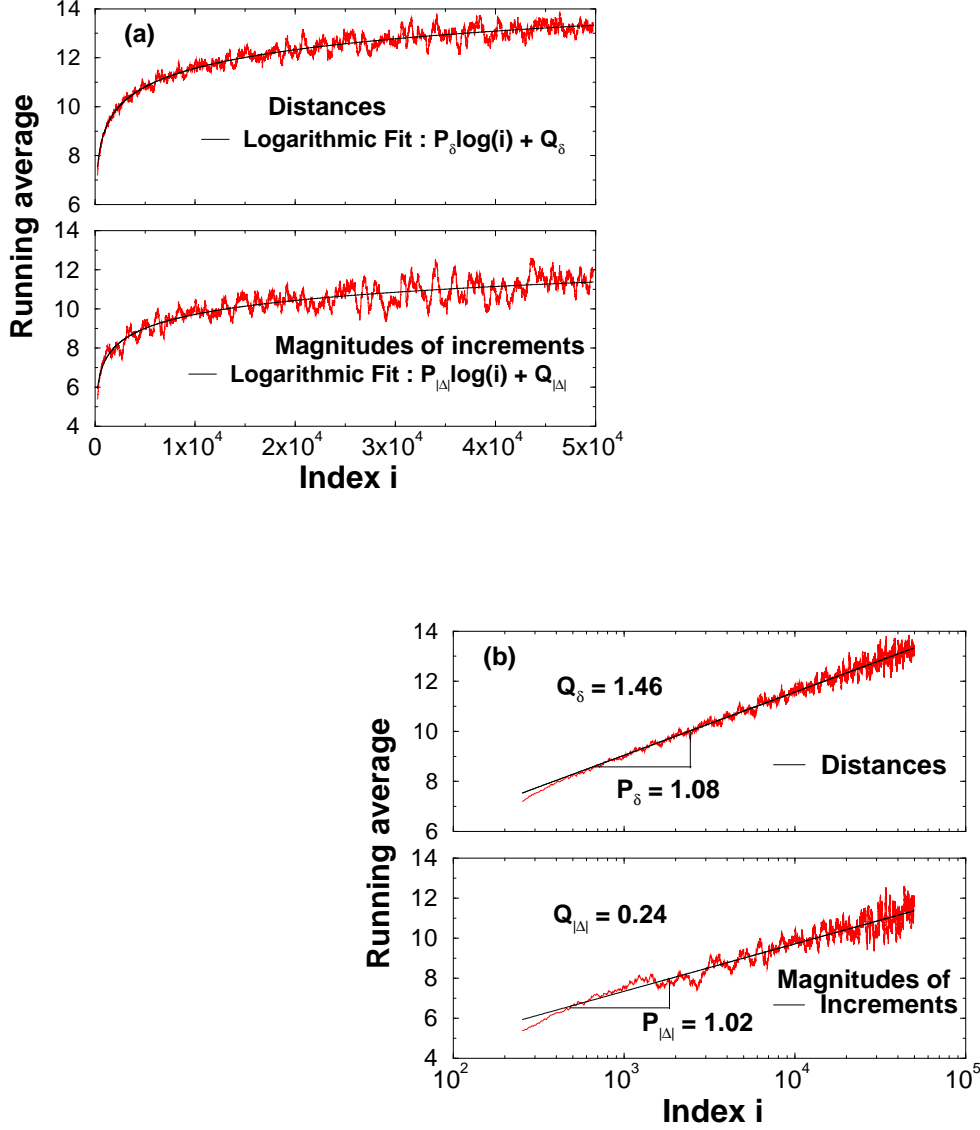 (a)
14
12
10
8
6
Distances
Logarithmic Fit : P_δlog(i) + Q_δ
Running average
14
12
10
8
6
4
Magnitudes of increments
Logarithmic Fit : P_|Δ|log(i) + Q_|Δ|
0 1x10^4 2x10^4 3x10^4 4x10^4 5x10^4
Index i
(b)
14
12
10
8
6
Q_δ = 1.46
P_δ = 1.08
Distances
Running average
14
12
10
8
6
4
Q_|Δ| = 0.24
P_|Δ| = 1.02
Magnitudes of
Increments
10^2 10^3 10^4 10^5
Index i